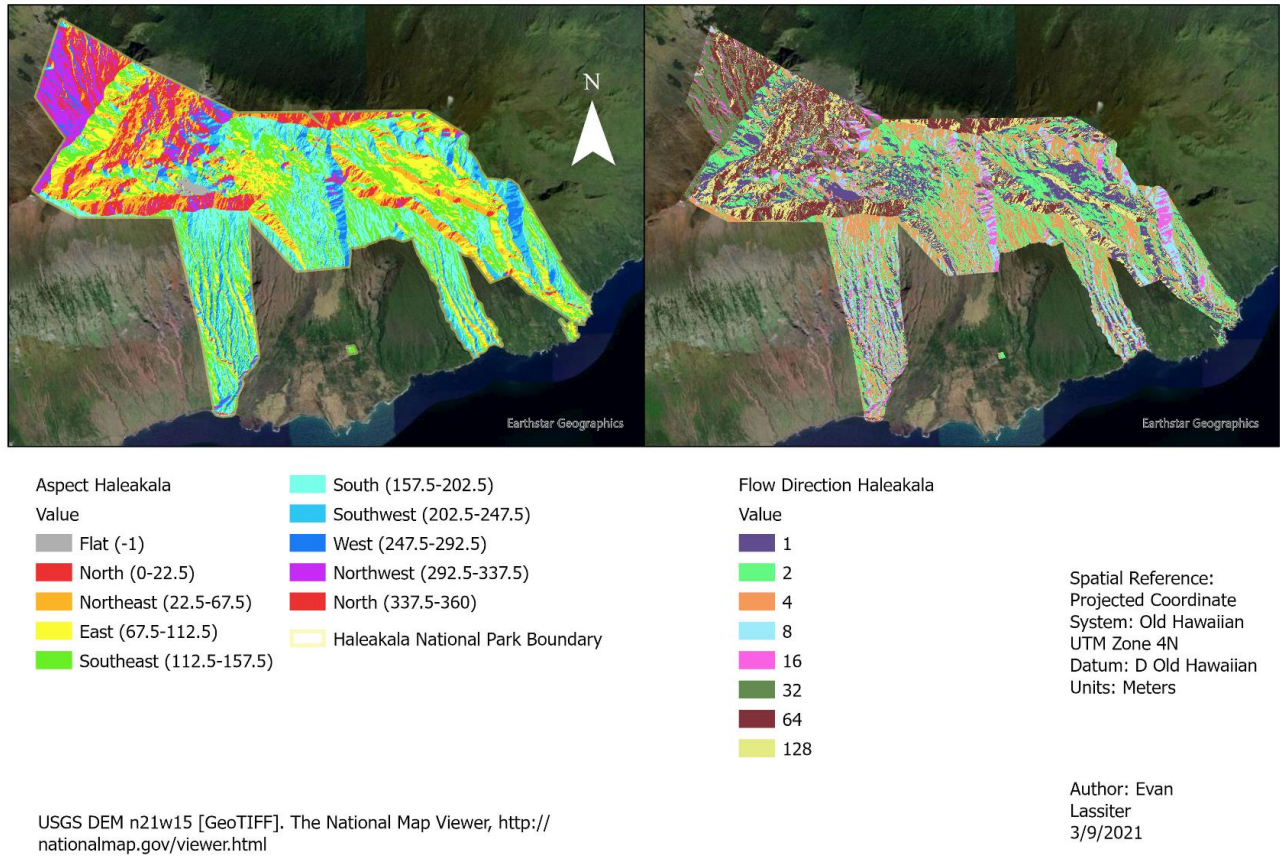 N
Earthstar Geographics
Earthstar Geographics
Aspect Haleakala
Value
Flat (-1)
North (0-22.5)
Northeast (22.5-67.5)
East (67.5-112.5)
Southeast (112.5-157.5)
South (157.5-202.5)
Southwest (202.5-247.5)
West (247.5-292.5)
Northwest (292.5-337.5)
North (337.5-360)
Haleakala National Park Boundary
Flow Direction Haleakala
Value
1
2
4
8
16
32
64
128
Spatial Reference:
Projected Coordinate
System: Old Hawaiian
UTM Zone 4N
Datum: D Old Hawaiian
Units: Meters
Author: Evan
Lassiter
3/9/2021
USGS DEM n21w15 [GeoTIFF]. The National Map Viewer, http://
nationalmap.gov/viewer.html